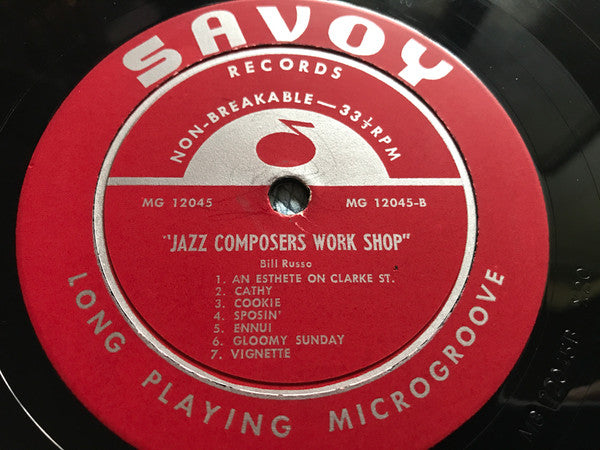 SAVOY
RECORDS
NON-BREAKABLE—33⅓RPM
MG 12045
MG 12045-B
"JAZZ COMPOSERS WORK SHOP"
Bill Russo
1. AN ESTHETE ON CLARKE ST.
2. CATHY
3. COOKIE
4. SPOSIN'
5. ENNUI
6. GLOOMY SUNDAY
7. VIGNETTE
LONG PLAYING MICROGROOVE